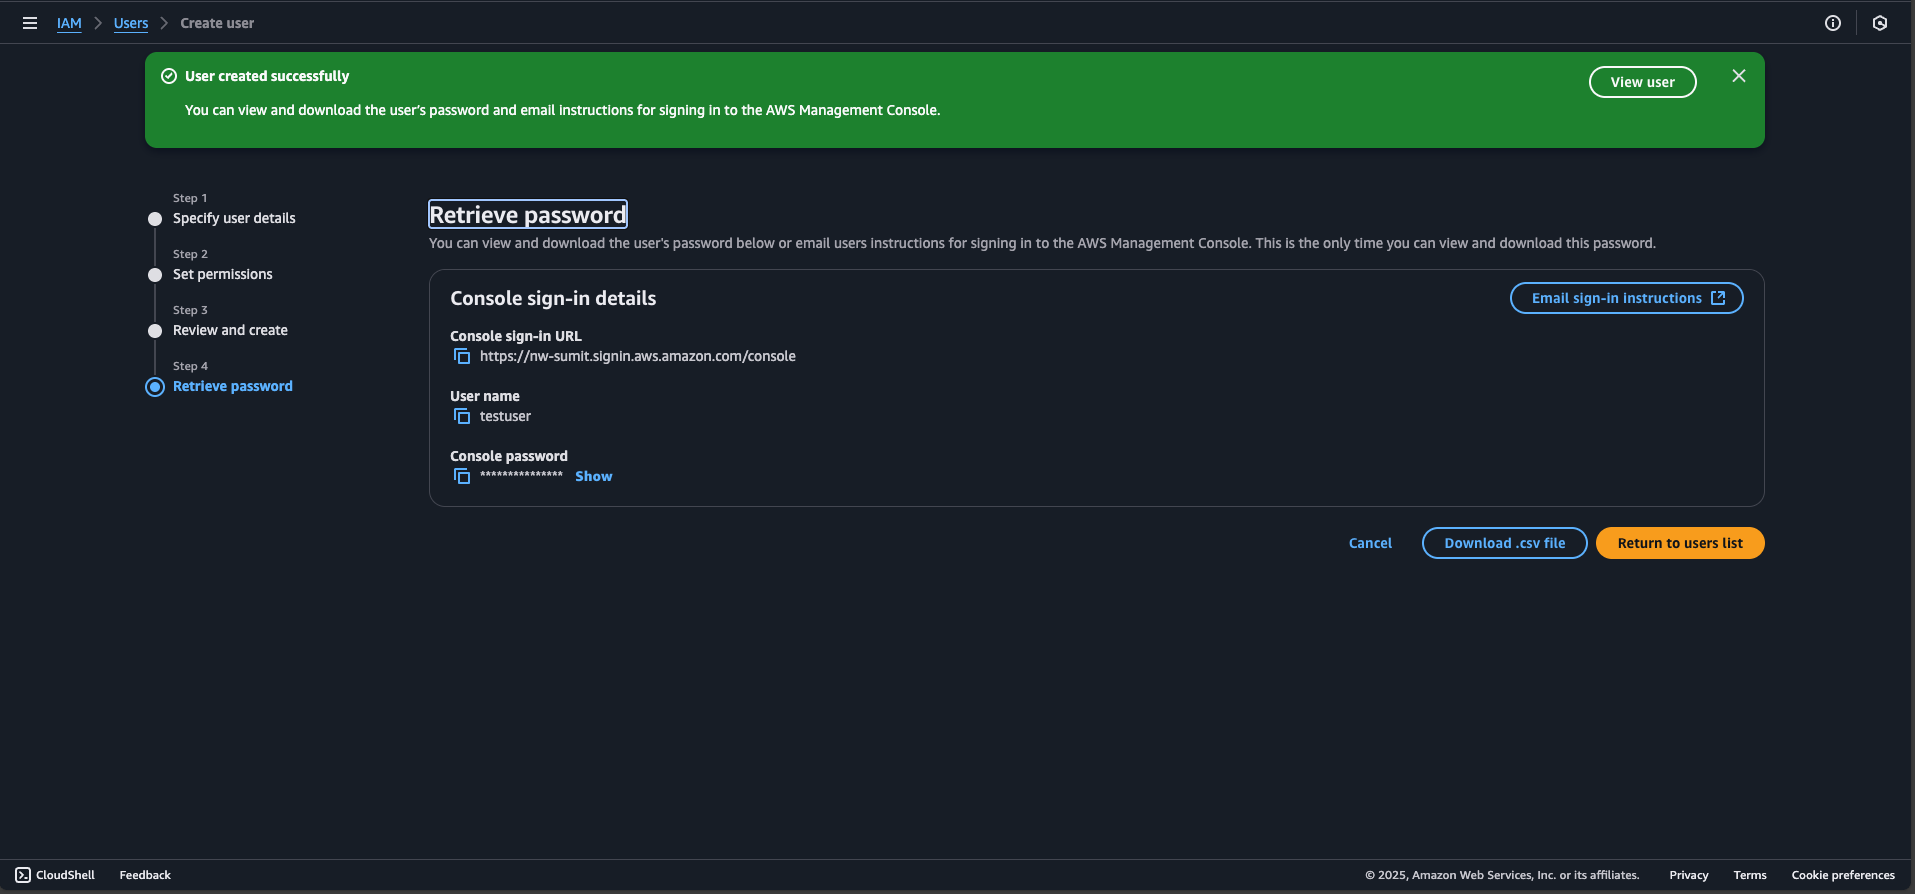 IAM > Users > Create user
User created successfully
View user
You can view and download the user's password and email instructions for signing in to the AWS Management Console.
Step 1
Specify user details
Step 2
Set permissions
Step 3
Review and create
Step 4
Retrieve password
Retrieve password
You can view and download the user's password below or email users instructions for signing in to the AWS Management Console. This is the only time you can view and download this password.
Console sign-in details
Email sign-in instructions
Console sign-in URL
https://nw-sumit.signin.aws.amazon.com/console
User name
testuser
Console password
*************** Show
Cancel
Download .csv file
Return to users list
CloudShell
Feedback
© 2025, Amazon Web Services, Inc. or its affiliates.
Privacy
Terms
Cookie preferences